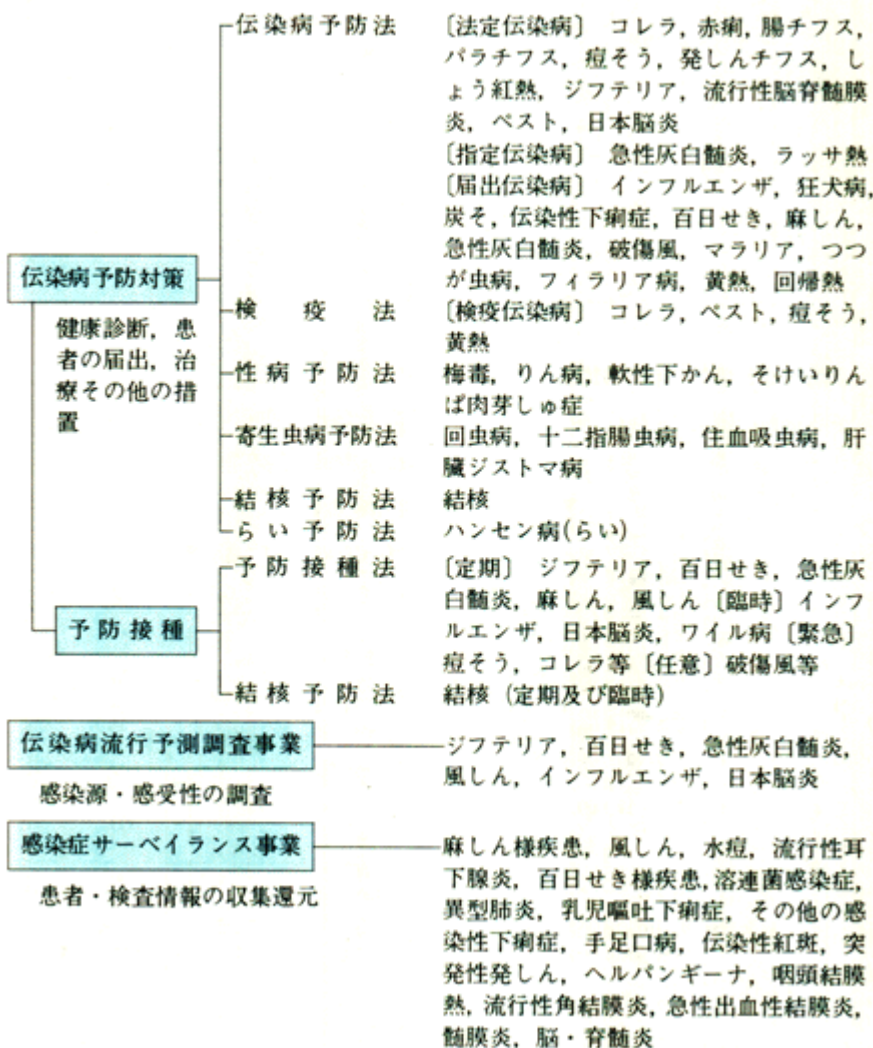 伝染病予防法
〔法定伝染病〕 コレラ，赤痢，腸チフス，
パラチフス，痘そう，発しんチフス，し
ょう紅熱，ジフテリア，流行性脳脊髄膜
炎，ペスト，日本脳炎
〔指定伝染病〕 急性灰白髄炎，ラッサ熱
〔届出伝染病〕 インフルエンザ，狂犬病，
炭そ，伝染性下痢症，百日せき，麻しん，
急性灰白髄炎，破傷風，マラリア，つつ
が虫病，フィラリア病，黄熱，回帰熱
伝染病予防対策
健康診断，患
者の届出，治
療その他の措
置
検疫法
〔検疫伝染病〕 コレラ，ペスト，痘そう，
黄熱
性病予防法
梅毒，りん病，軟性下かん，そけいりん
ぱ肉芽しゅ症
寄生虫病予防法
回虫病，十二指腸虫病，住血吸虫病，肝
臓ジストマ病
結核予防法
結核
らい予防法
ハンセン病(らい)
予防接種
予防接種法
〔定期〕 ジフテリア，百日せき，急性灰
白髄炎，麻しん，風しん〔臨時〕インフ
ルエンザ，日本脳炎，ワイル病〔緊急〕
痘そう，コレラ等〔任意〕破傷風等
結核予防法
結核（定期及び臨時）
伝染病流行予測調査事業
感染源・感受性の調査
ジフテリア，百日せき，急性灰白髄炎，
風しん，インフルエンザ，日本脳炎
感染症サーベイランス事業
患者・検査情報の収集還元
麻しん様疾患，風しん，水痘，流行性耳
下腺炎，百日せき様疾患，溶連菌感染症，
異型肺炎，乳児嘔吐下痢症，その他の感
染性下痢症，手足口病，伝染性紅斑，突
発性発しん，ヘルパンギーナ，咽頭結膜
熱，流行性角結膜炎，急性出血性結膜炎，
髄膜炎，脳・脊髄炎